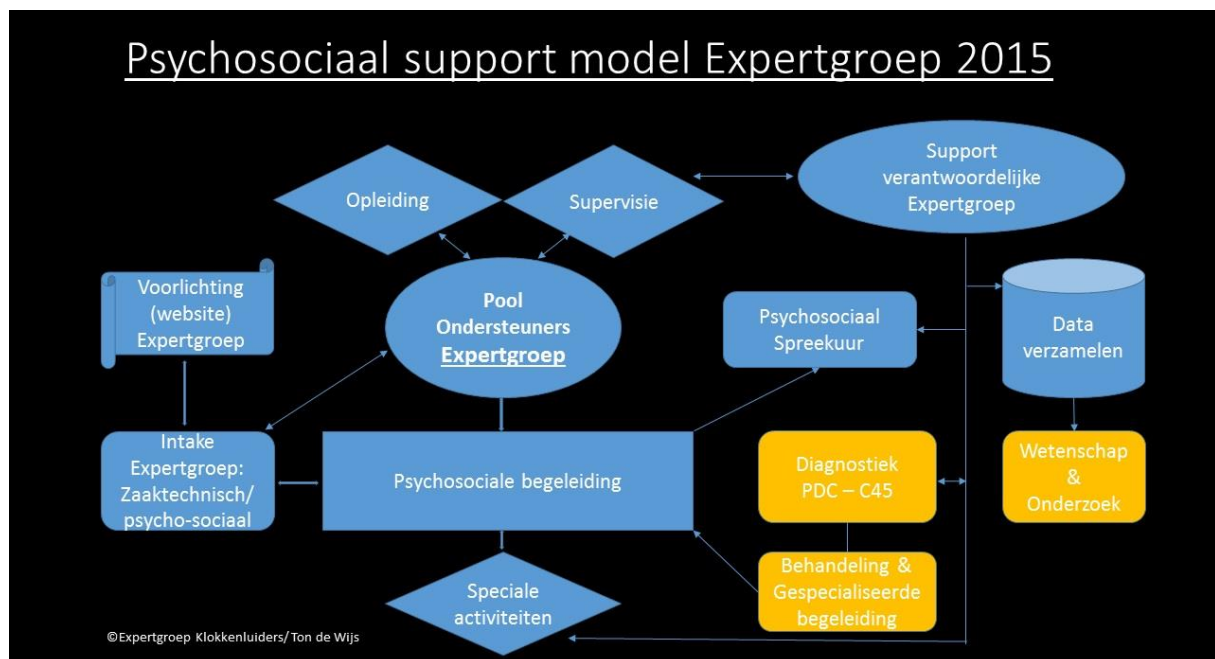 Psychosociaal support model Expertgroep 2015
Opleiding
Supervisie
Support
verantwoordelijke
Expertgroep
Voorlichting
(website)
Expertgroep
Pool
Ondersteuners
Expertgroep
Psychosociaal
Spreekuur
Data
verzamelen
Intake
Expertgroep:
Zaaktechnisch/
psycho-sociaal
Psychosociale begeleiding
Diagnostiek
PDC – C45
Wetenschap
&
Onderzoek
Speciale
activiteiten
Behandeling &
Gespecialiseerde
begeleiding
©Expertgroep Klokkenluiders/ Ton de Wijs